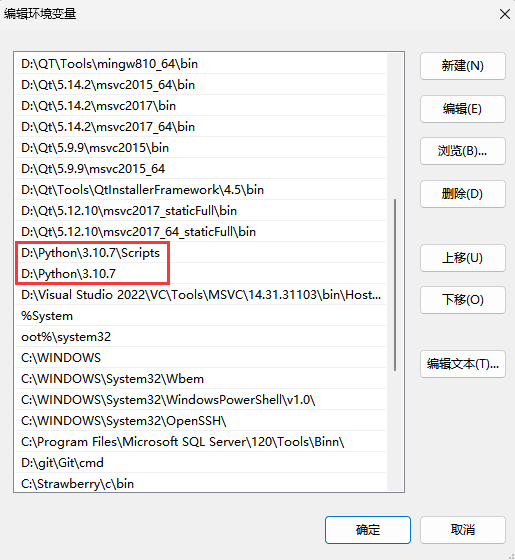 编辑环境变量
D:\QT\Tools\mingw810_64\bin
D:\Qt\5.14.2\msvc2015_64\bin
D:\Qt\5.14.2\msvc2017\bin
D:\Qt\5.14.2\msvc2017_64\bin
D:\Qt\5.9.9\msvc2015\bin
D:\Qt\5.9.9\msvc2015_64
D:\Qt\Tools\QtInstallerFramework\4.5\bin
D:\Qt\5.12.10\msvc2017_staticFull\bin
D:\Qt\5.12.10\msvc2017_64_staticFull\bin
D:\Python\3.10.7\Scripts
D:\Python\3.10.7
D:\Visual Studio 2022\VC\Tools\MSVC\14.31.31103\bin\Host...
%System
oot%\system32
C:\WINDOWS
C:\WINDOWS\System32\Wbem
C:\WINDOWS\System32\WindowsPowerShell\v1.0\
C:\WINDOWS\System32\OpenSSH\
C:\Program Files\Microsoft SQL Server\120\Tools\Binn\
D:\git\Git\cmd
C:\Strawberry\c\bin
新建(N)
编辑(E)
浏览(B)...
删除(D)
上移(U)
下移(O)
编辑文本(T)...
确定
取消